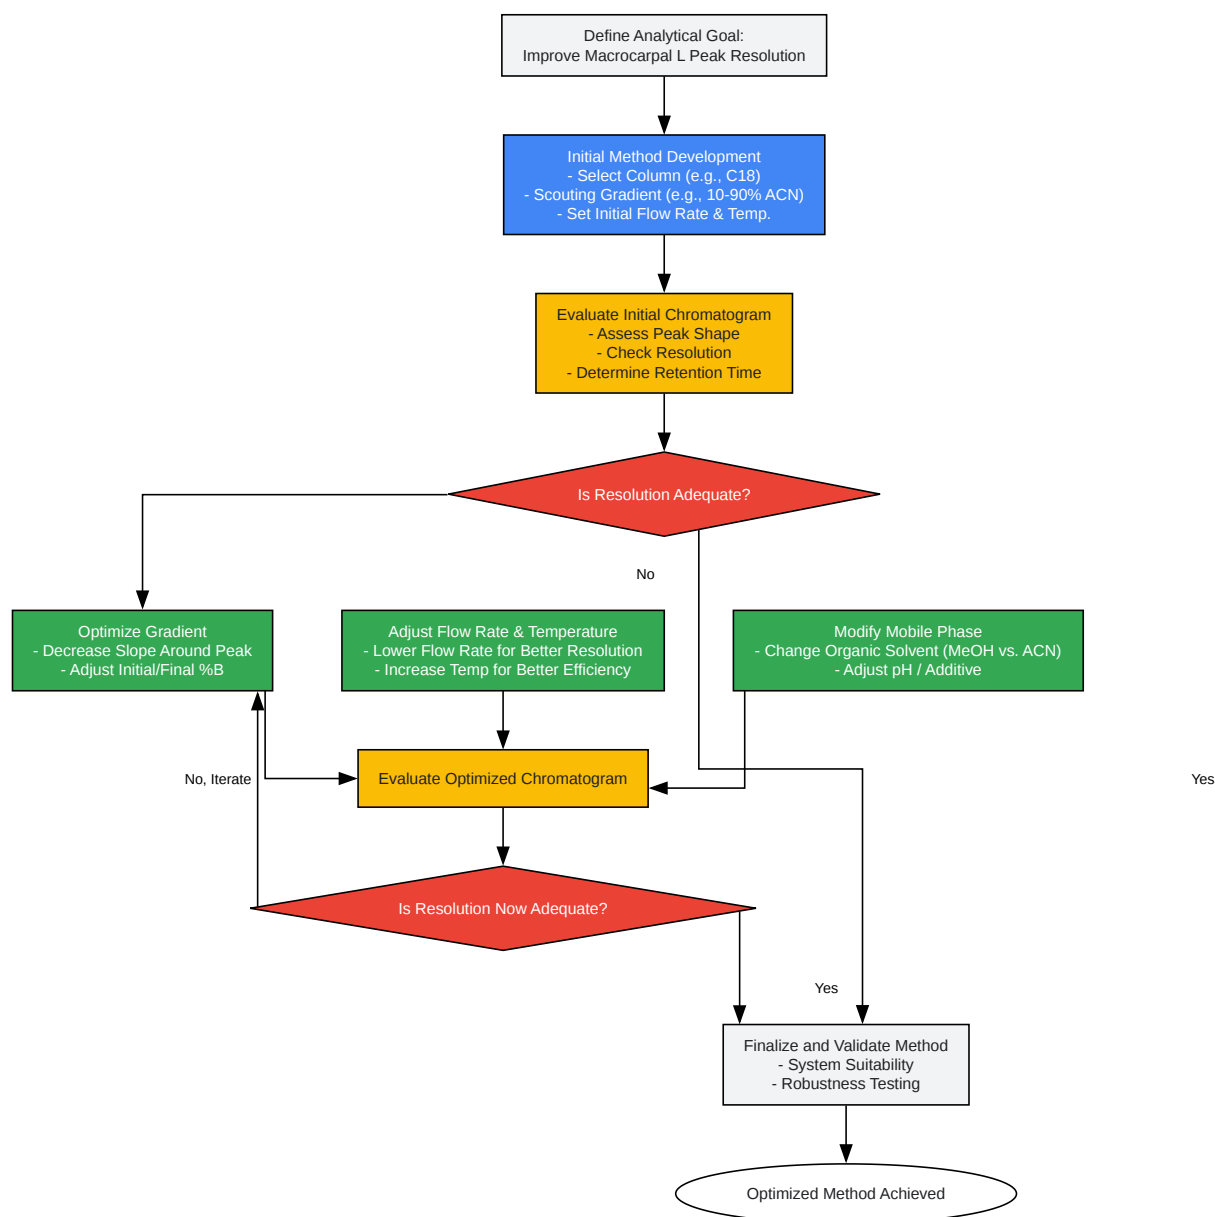 Define Analytical Goal:
Improve Macrocarpal L Peak Resolution
Initial Method Development
- Select Column (e.g., C18)
- Scouting Gradient (e.g., 10-90% ACN)
- Set Initial Flow Rate & Temp.
Evaluate Initial Chromatogram
- Assess Peak Shape
- Check Resolution
- Determine Retention Time
Is Resolution Adequate?
No
Optimize Gradient
- Decrease Slope Around Peak
- Adjust Initial/Final %B
Adjust Flow Rate & Temperature
- Lower Flow Rate for Better Resolution
- Increase Temp for Better Efficiency
Modify Mobile Phase
- Change Organic Solvent (MeOH vs. ACN)
- Adjust pH / Additive
No, Iterate
Evaluate Optimized Chromatogram
Yes
Is Resolution Now Adequate?
Yes
Finalize and Validate Method
- System Suitability
- Robustness Testing
Optimized Method Achieved